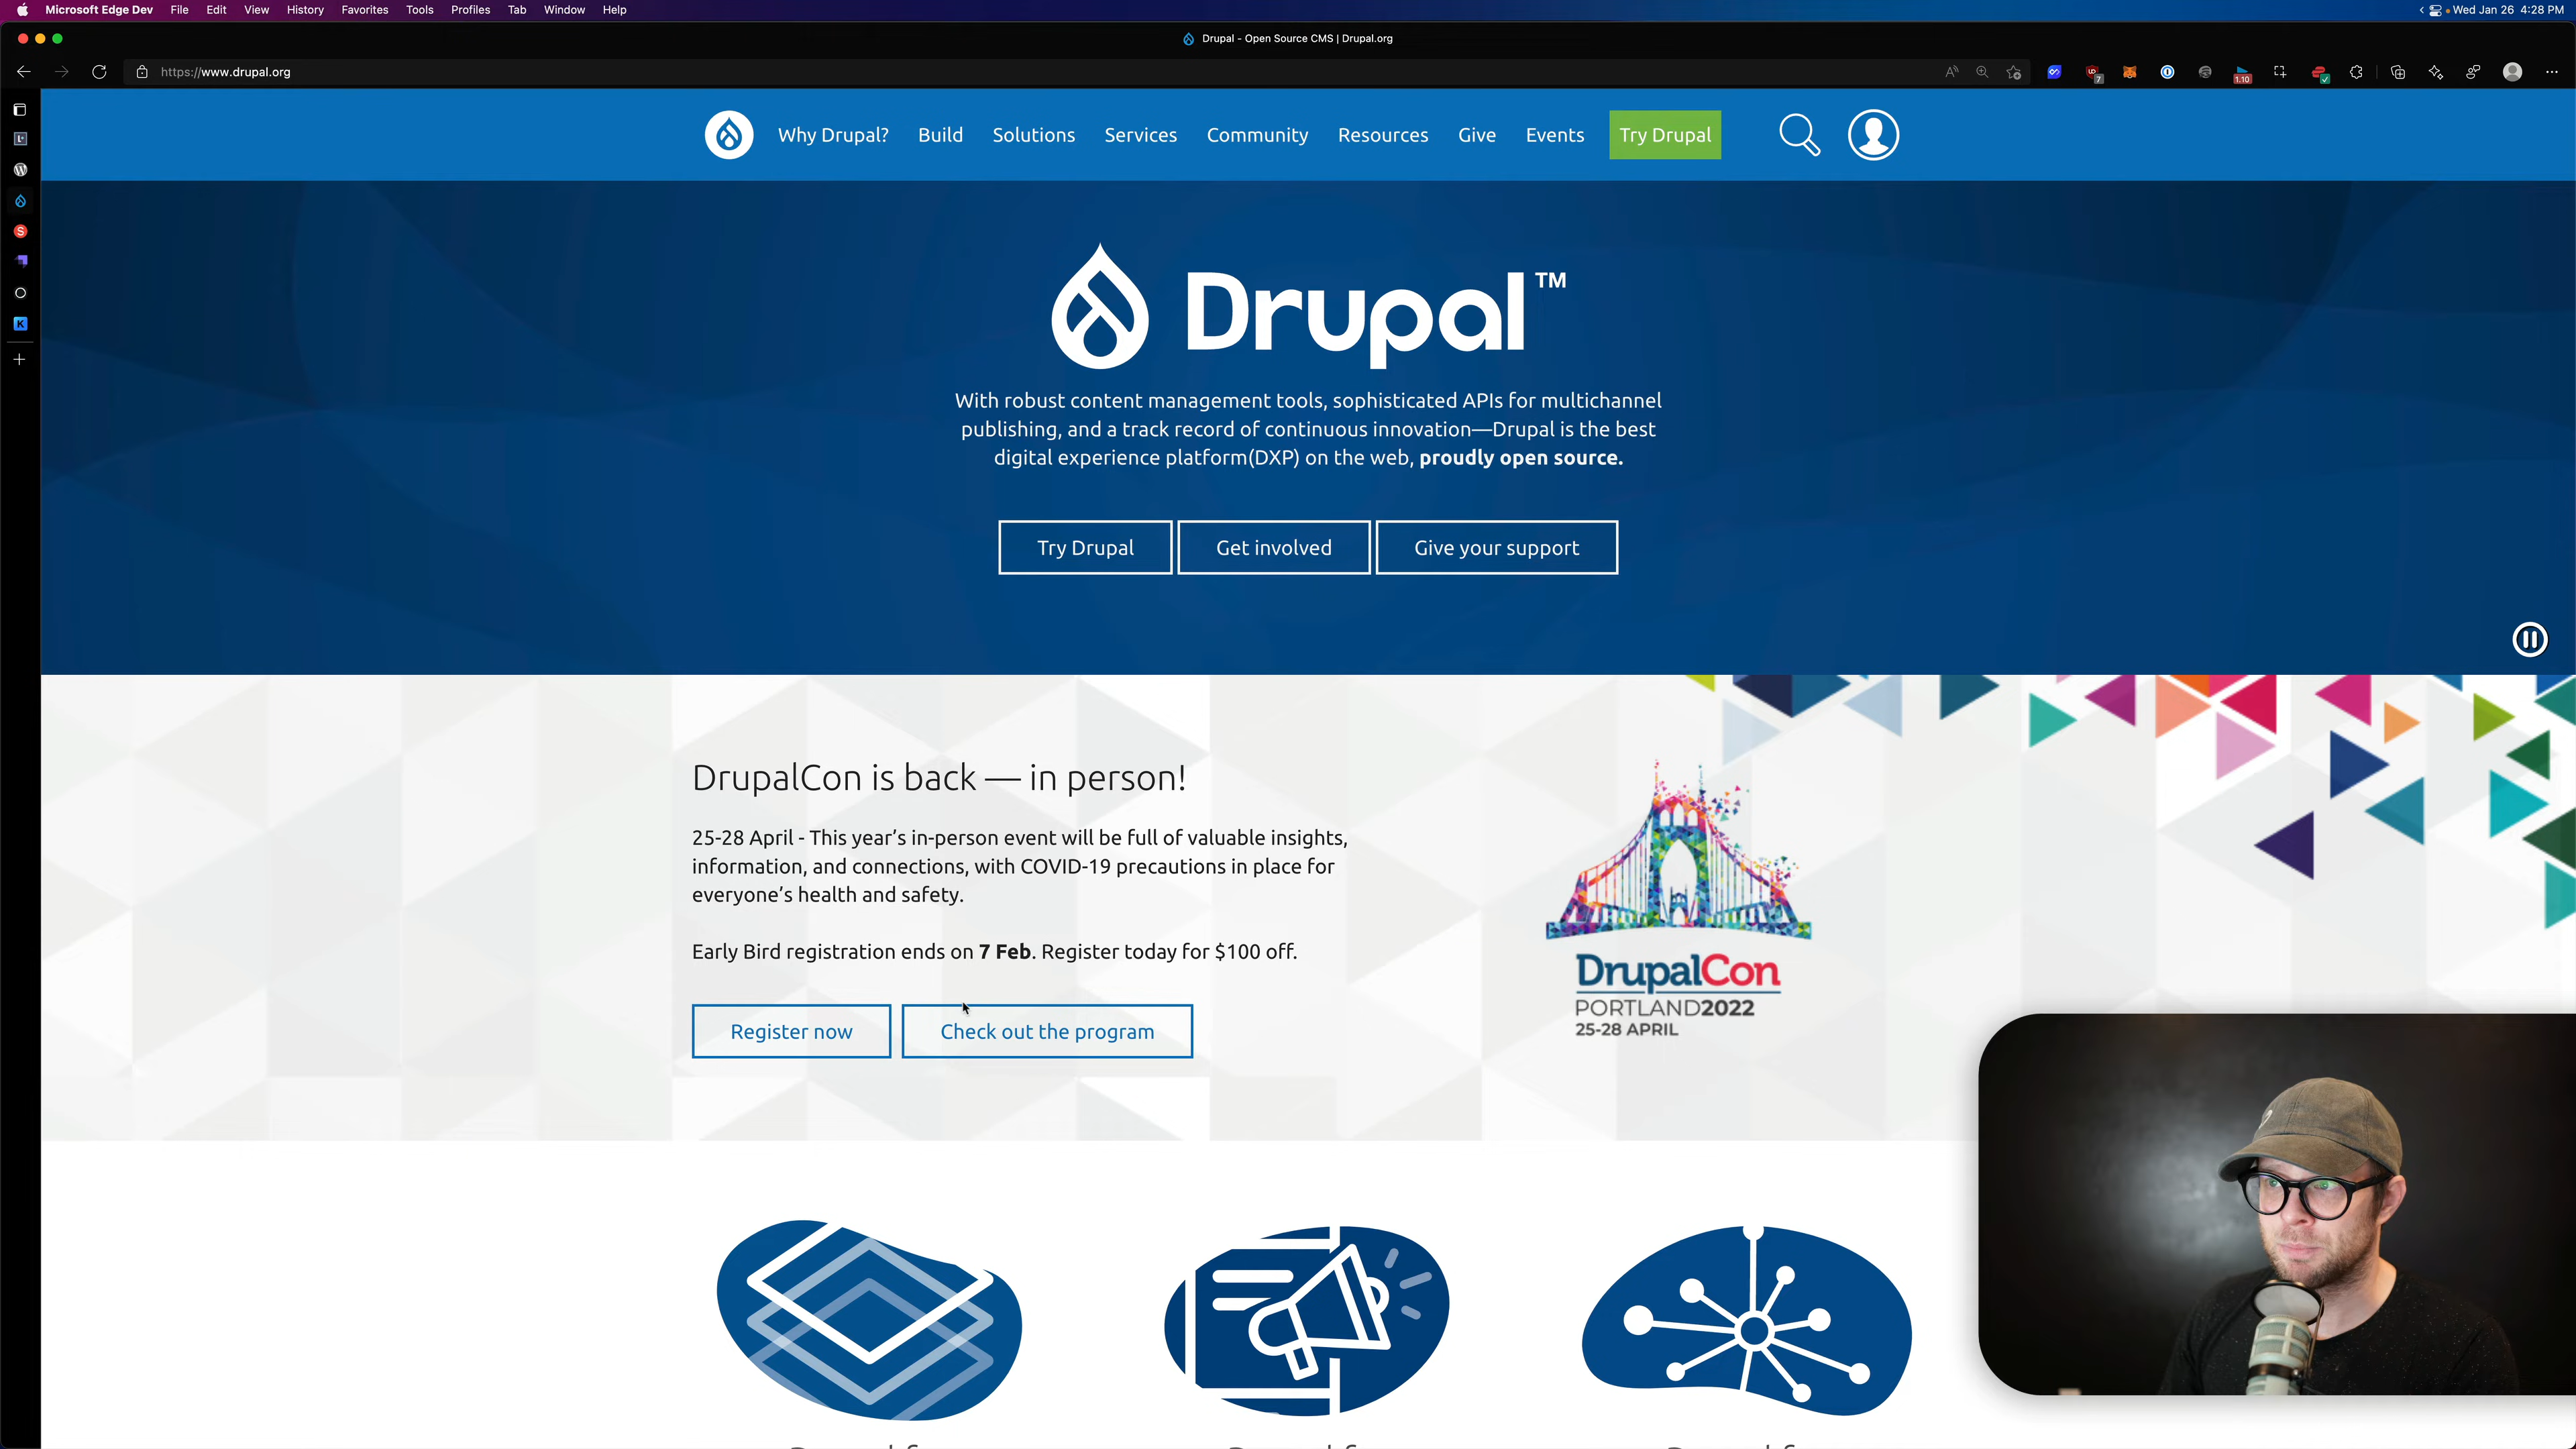 Microsoft Edge Dev File Edit View History Favorites Tools Profiles Tab Window Help
Wed Jan 26 4:28 PM
Drupal - Open Source CMS | Drupal.org
https://www.drupal.org
7
1.10
Why Drupal? Build Solutions Services Community Resources Give Events Try Drupal
Drupal™
With robust content management tools, sophisticated APIs for multichannel
publishing, and a track record of continuous innovation—Drupal is the best
digital experience platform(DXP) on the web, proudly open source.
Try Drupal Get involved Give your support
DrupalCon is back — in person!
25-28 April - This year's in-person event will be full of valuable insights,
information, and connections, with COVID-19 precautions in place for
everyone's health and safety.
Early Bird registration ends on 7 Feb. Register today for $100 off.
Register now Check out the program
DrupalCon
PORTLAND2022
25-28 APRIL